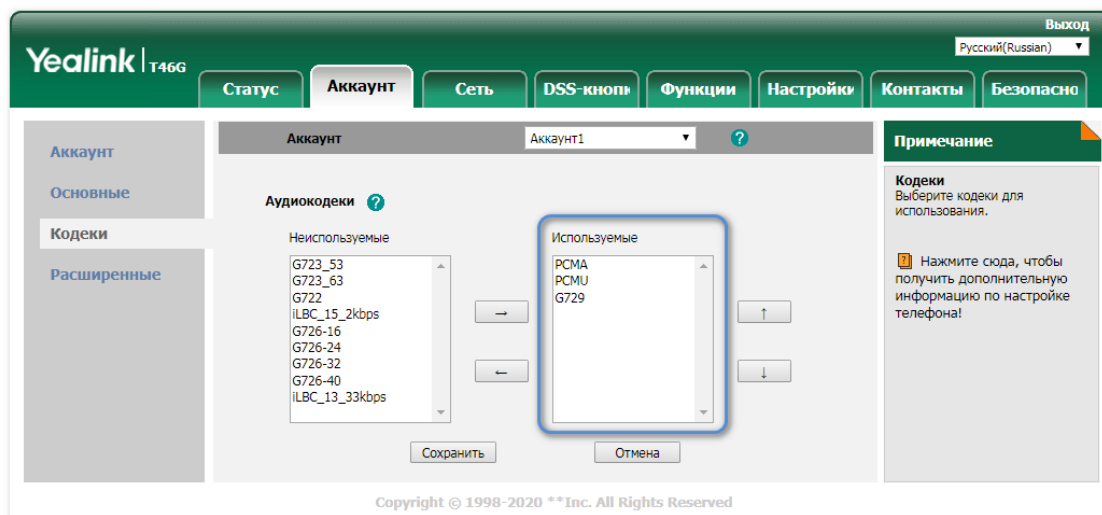 Выход
Русский(Russian)
Yealink | T46G
Статус Аккаунт Сеть DSS-кнопк Функции Настройки Контакты Безопасно
Аккаунт
Основные
Кодеки
Расширенные
Аккаунт Аккаунт1 ?
Аудиокодеки ?
Неиспользуемые
G723_53
G723_63
G722
iLBC_15_2kbps
G726-16
G726-24
G726-32
G726-40
iLBC_13_33kbps
→
←
Используемые
PCMA
PCMU
G729
↑
↓
Сохранить Отмена
Примечание
Кодеки
Выберите кодеки для
использования.
? Нажмите сюда, чтобы
получить дополнительную
информацию по настройке
телефона!
Copyright © 1998-2020 **Inc. All Rights Reserved